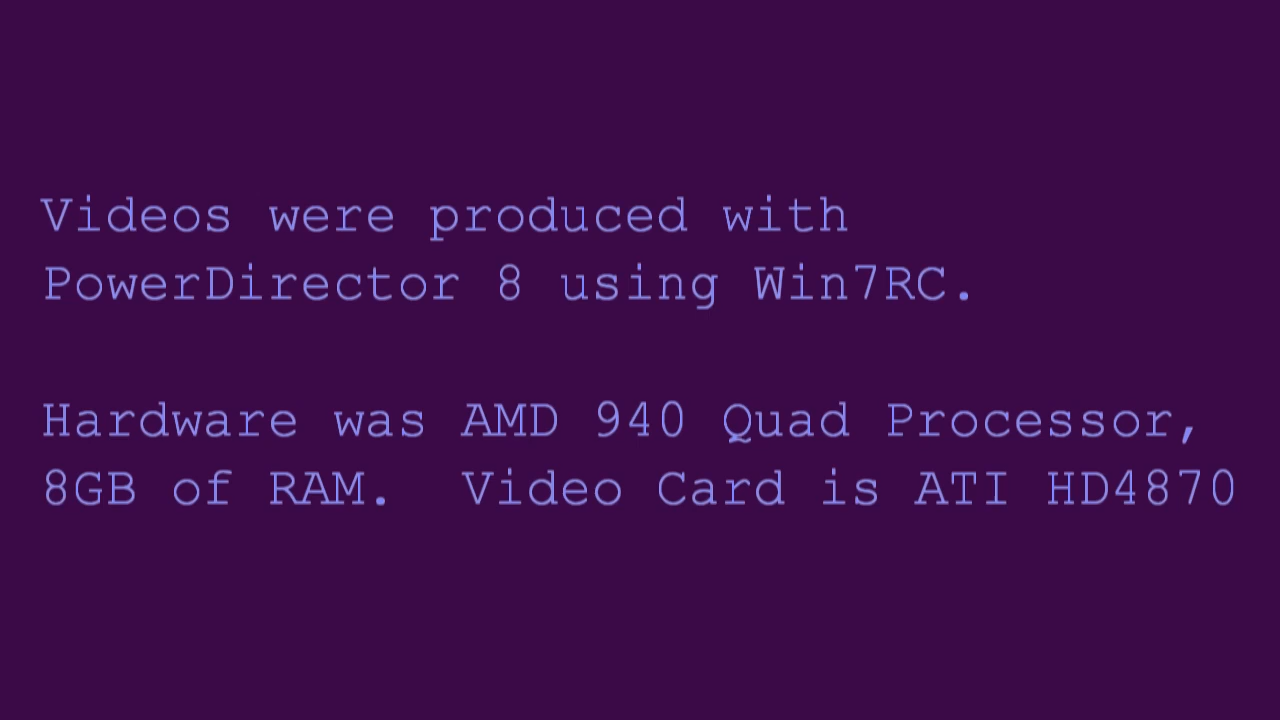 Videos were produced with
PowerDirector 8 using Win7RC.
Hardware was AMD 940 Quad Processor,
8GB of RAM.  Video Card is ATI HD4870